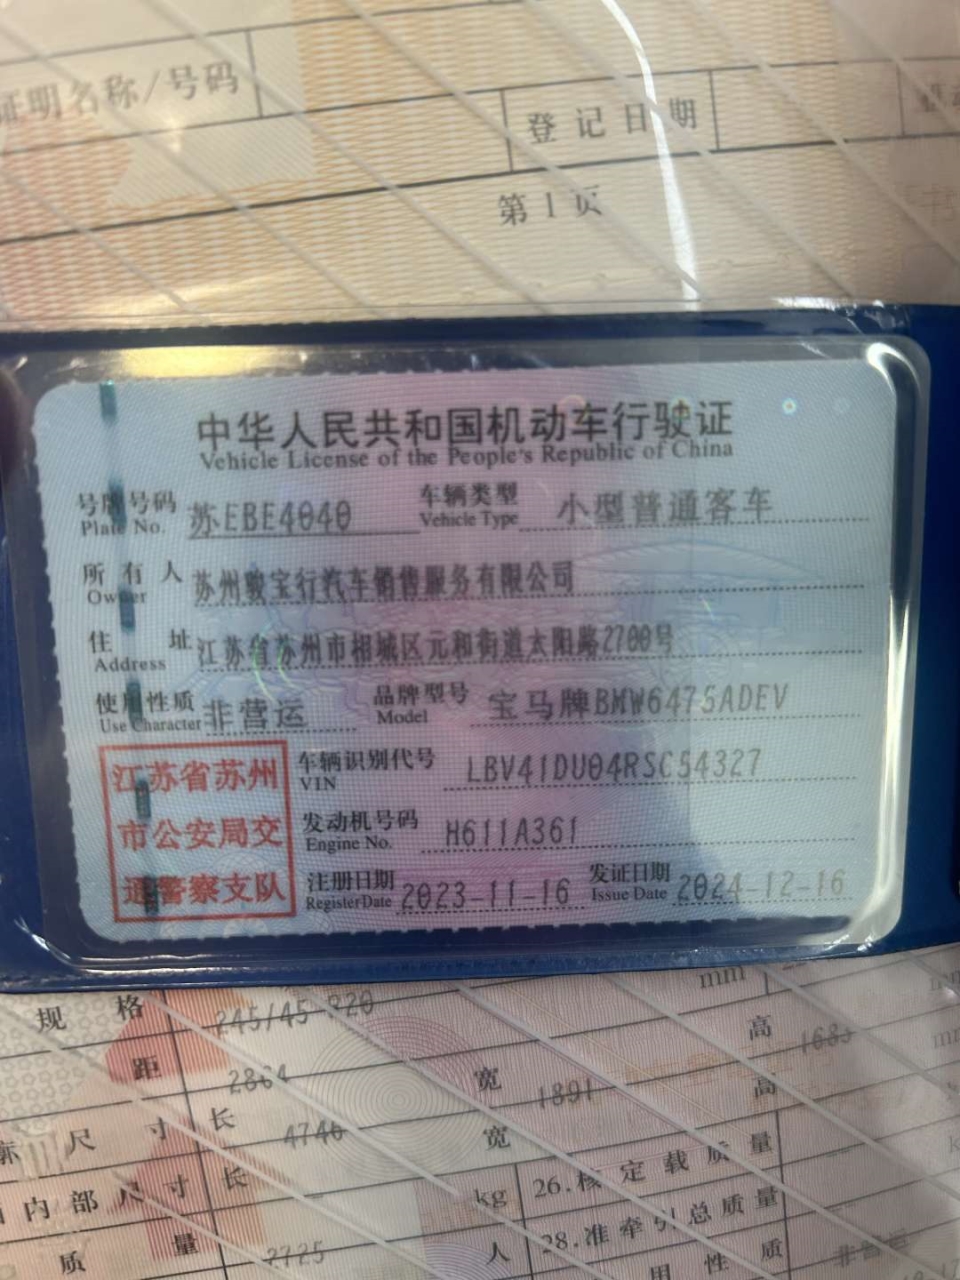 证明名称/号码
登记日期
第1页
中华人民共和国机动车行驶证
Vehicle License of the People's Republic of China
号牌号码 苏EBE4040 车辆类型 小型普通客车
Plate No. Vehicle Type
所有人 苏州骏宝行汽车销售服务有限公司
Owner
住址 江苏省苏州市相城区元和街道太阳路2700号
Address
使用性质 非营运 品牌型号 宝马牌BMW6475ADEV
Use Character Model
江苏省苏州
市公安局交
通警察支队
车辆识别代号 LBV41DU04RSC54327
VIN
发动机号码 H611A361
Engine No.
注册日期 2023-11-16 发证日期 2024-12-16
Register Date Issue Date
规格 245/45 R20 mm
距 2864 高
长 宽 1891
尺寸 4746 高
内部尺寸 长 宽
kg 26.核定载质量
质量 2725 人 28.准牵引总质量
用性质 非营运